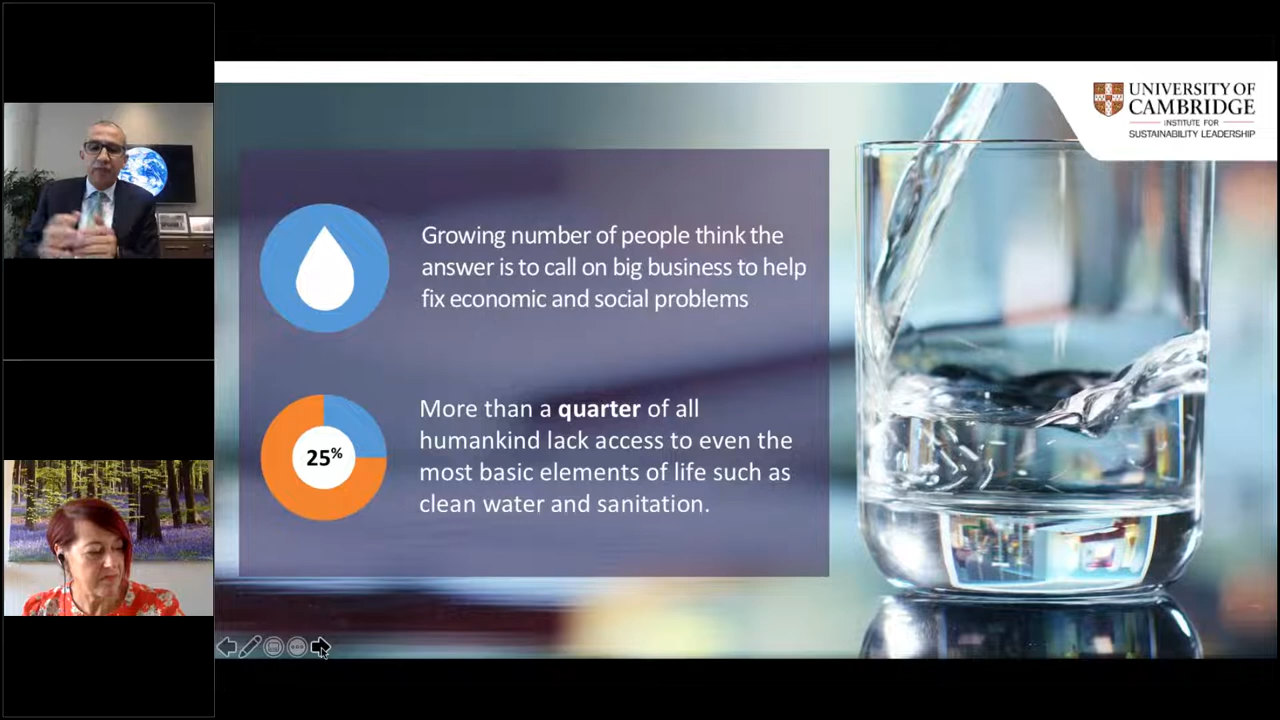 UNIVERSITY OF
CAMBRIDGE
INSTITUTE FOR
SUSTAINABILITY LEADERSHIP
Growing number of people think the
answer is to call on big business to help
fix economic and social problems
25%
More than a quarter of all
humankind lack access to even the
most basic elements of life such as
clean water and sanitation.